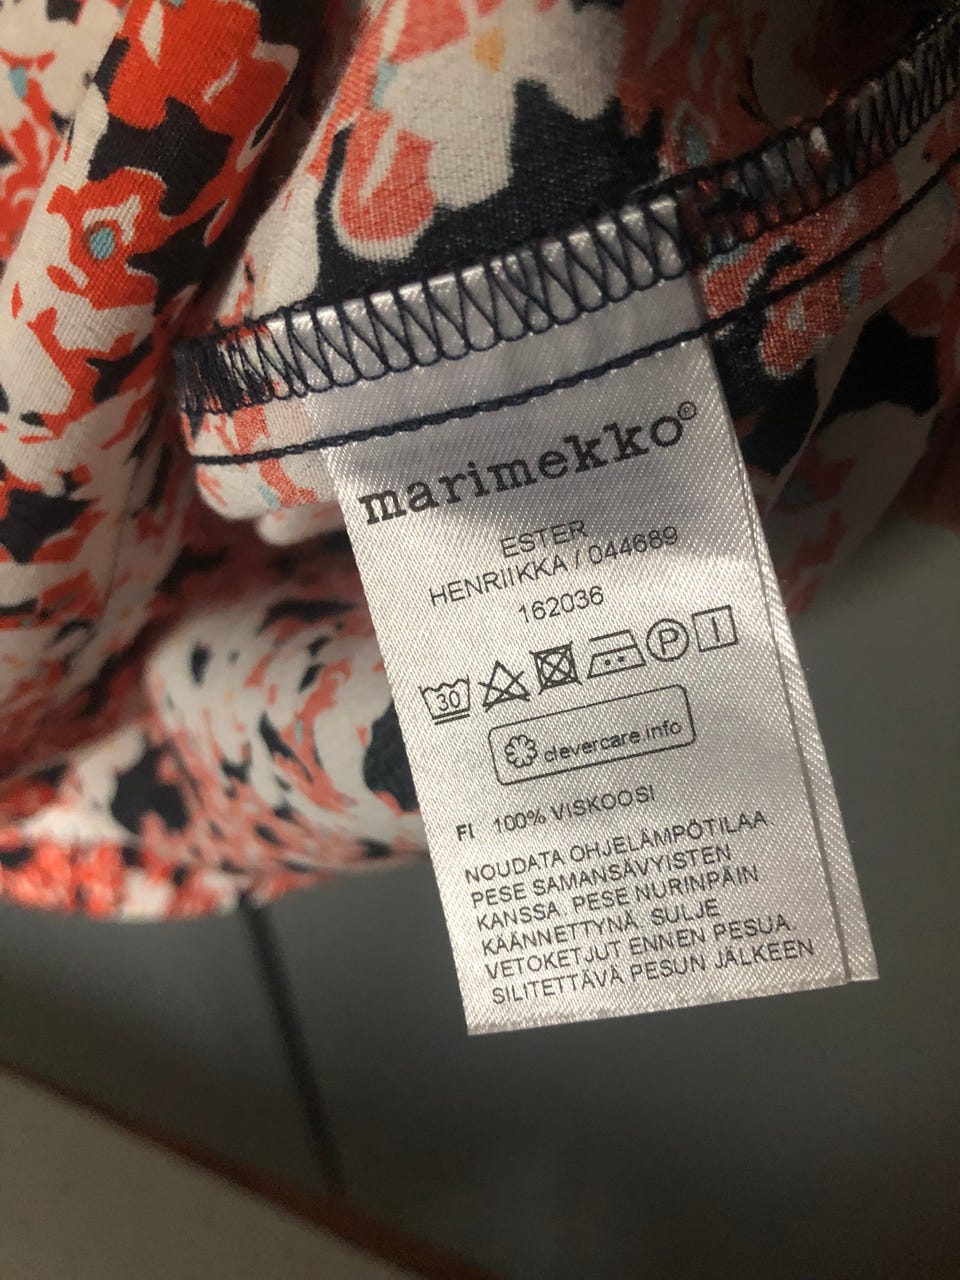 marimekko®
ESTER
HENRIIKKA / 044689
162036
30 P
clevercare.info
FI 100% VISKOOSI
NOUDATA OHJELÄMPÖTILAA.
PESE SAMANSÄVYISTEN
KANSSA. PESE NURINPÄIN
KÄÄNNETTYNÄ. SULJE
VETOKETJUT ENNEN PESUA.
SILITETTÄVÄ PESUN JÄLKEEN